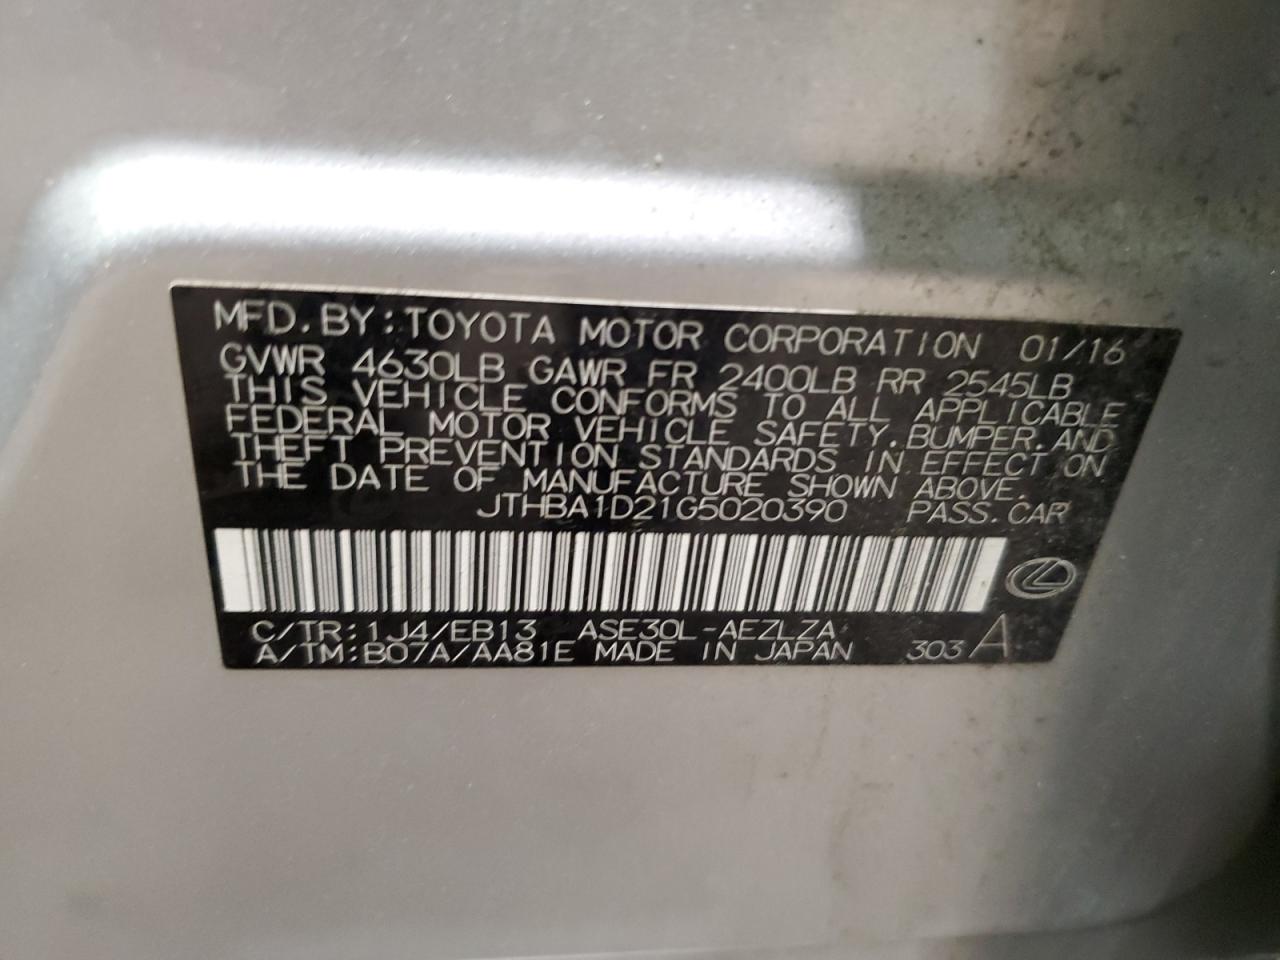 MFD. BY: TOYOTA MOTOR CORPORATION 01/16
GVWR 4630LB GAWR FR 2400LB RR 2545LB
THIS VEHICLE CONFORMS TO ALL APPLICABLE
FEDERAL MOTOR VEHICLE SAFETY, BUMPER, AND
THEFT PREVENTION STANDARDS IN EFFECT ON
THE DATE OF MANUFACTURE SHOWN ABOVE.
JTHBA1D21G5020390 PASS. CAR
C/TR: 1J4/EB13 ASE30L-AEZLZA
A/TM: B07A/AA81E MADE IN JAPAN 303 A